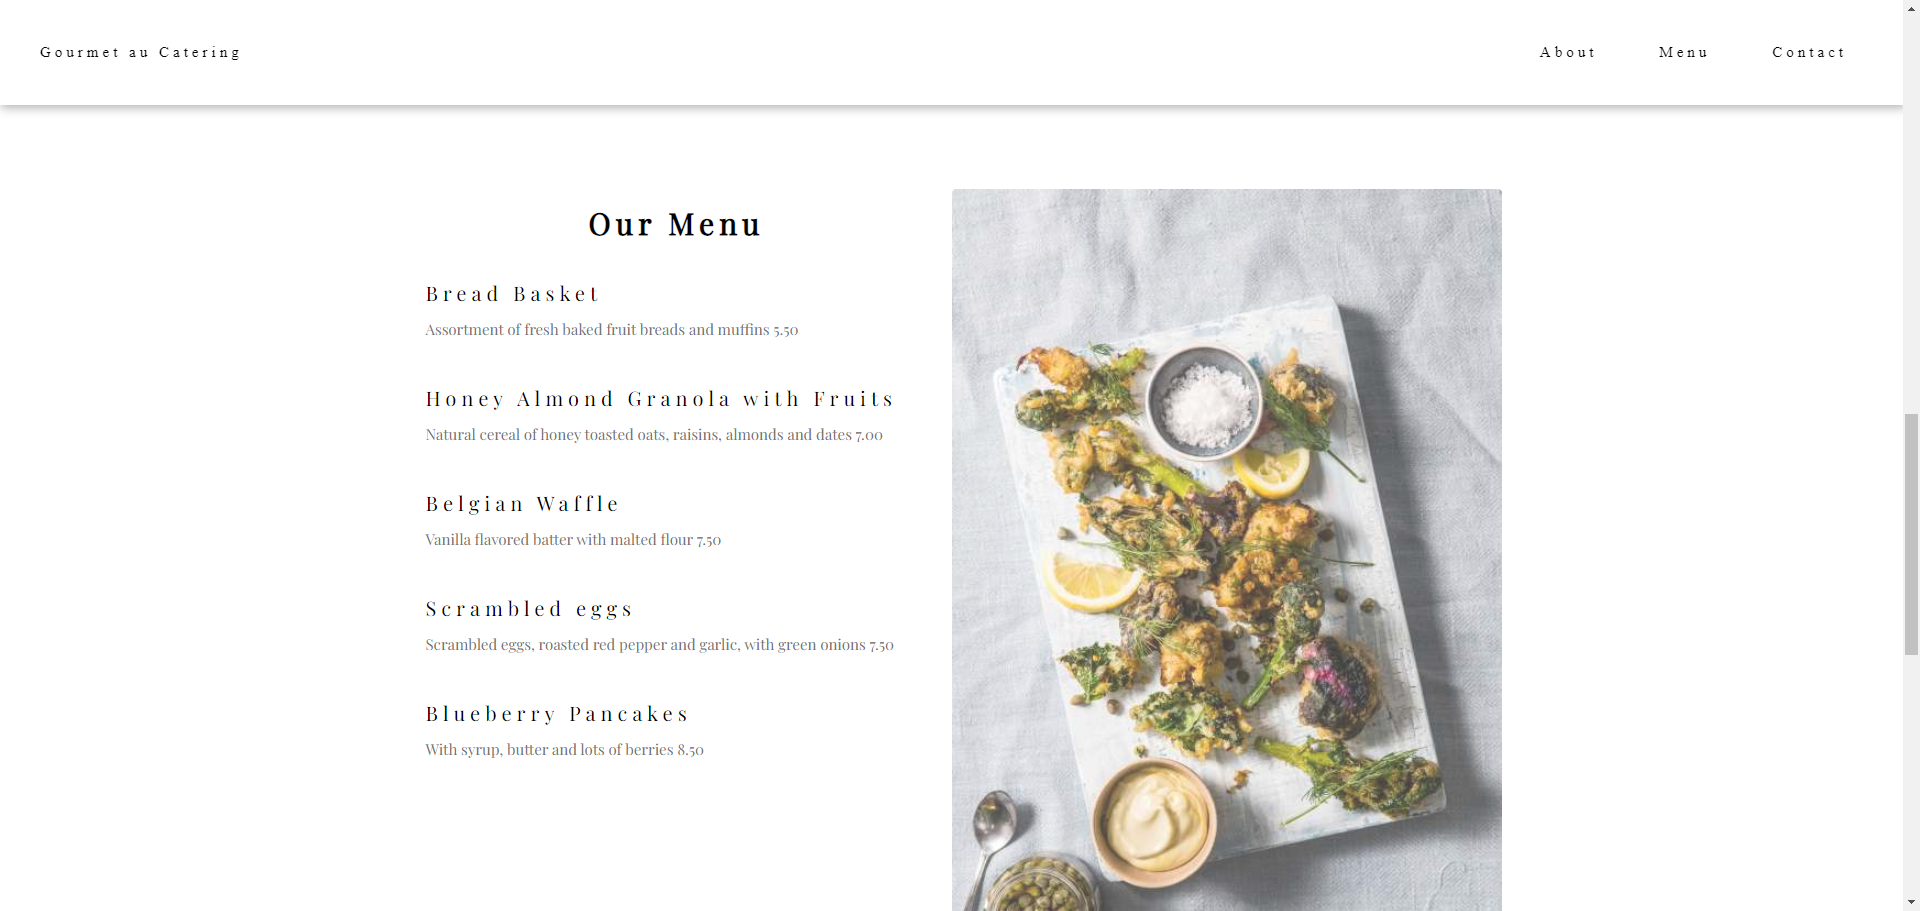 Gourmet au Catering
About Menu Contact
Our Menu
Bread Basket
Assortment of fresh baked fruit breads and muffins 5.50
Honey Almond Granola with Fruits
Natural cereal of honey toasted oats, raisins, almonds and dates 7.00
Belgian Waffle
Vanilla flavored batter with malted flour 7.50
Scrambled eggs
Scrambled eggs, roasted red pepper and garlic, with green onions 7.50
Blueberry Pancakes
With syrup, butter and lots of berries 8.50